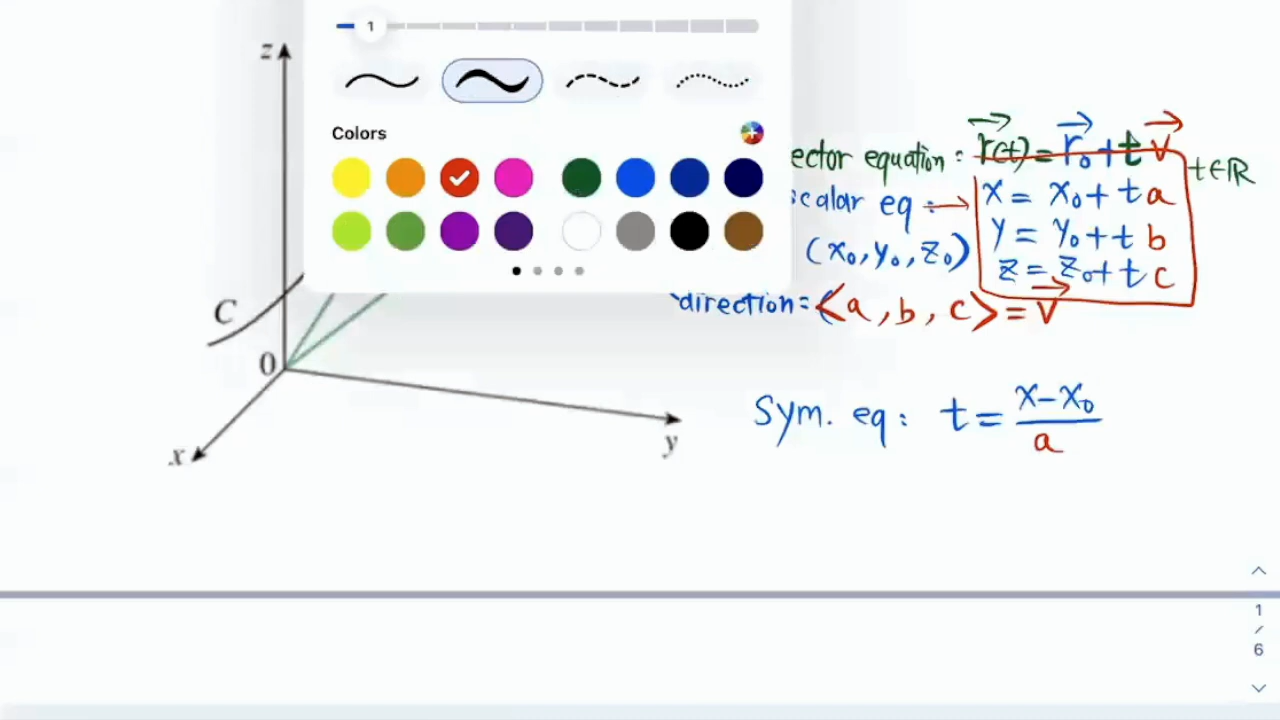 1
z
Colors
ector equation: r(t) = r₀ + t v
t∈ℝ
calar eq: → x = x₀ + t a
y = y₀ + t b
(x₀, y₀, z₀)
z = z₀ + t c
direction = <a, b, c> = v
C
0
x
y
Sym. eq: t = (x-x₀)/a
1
/
6